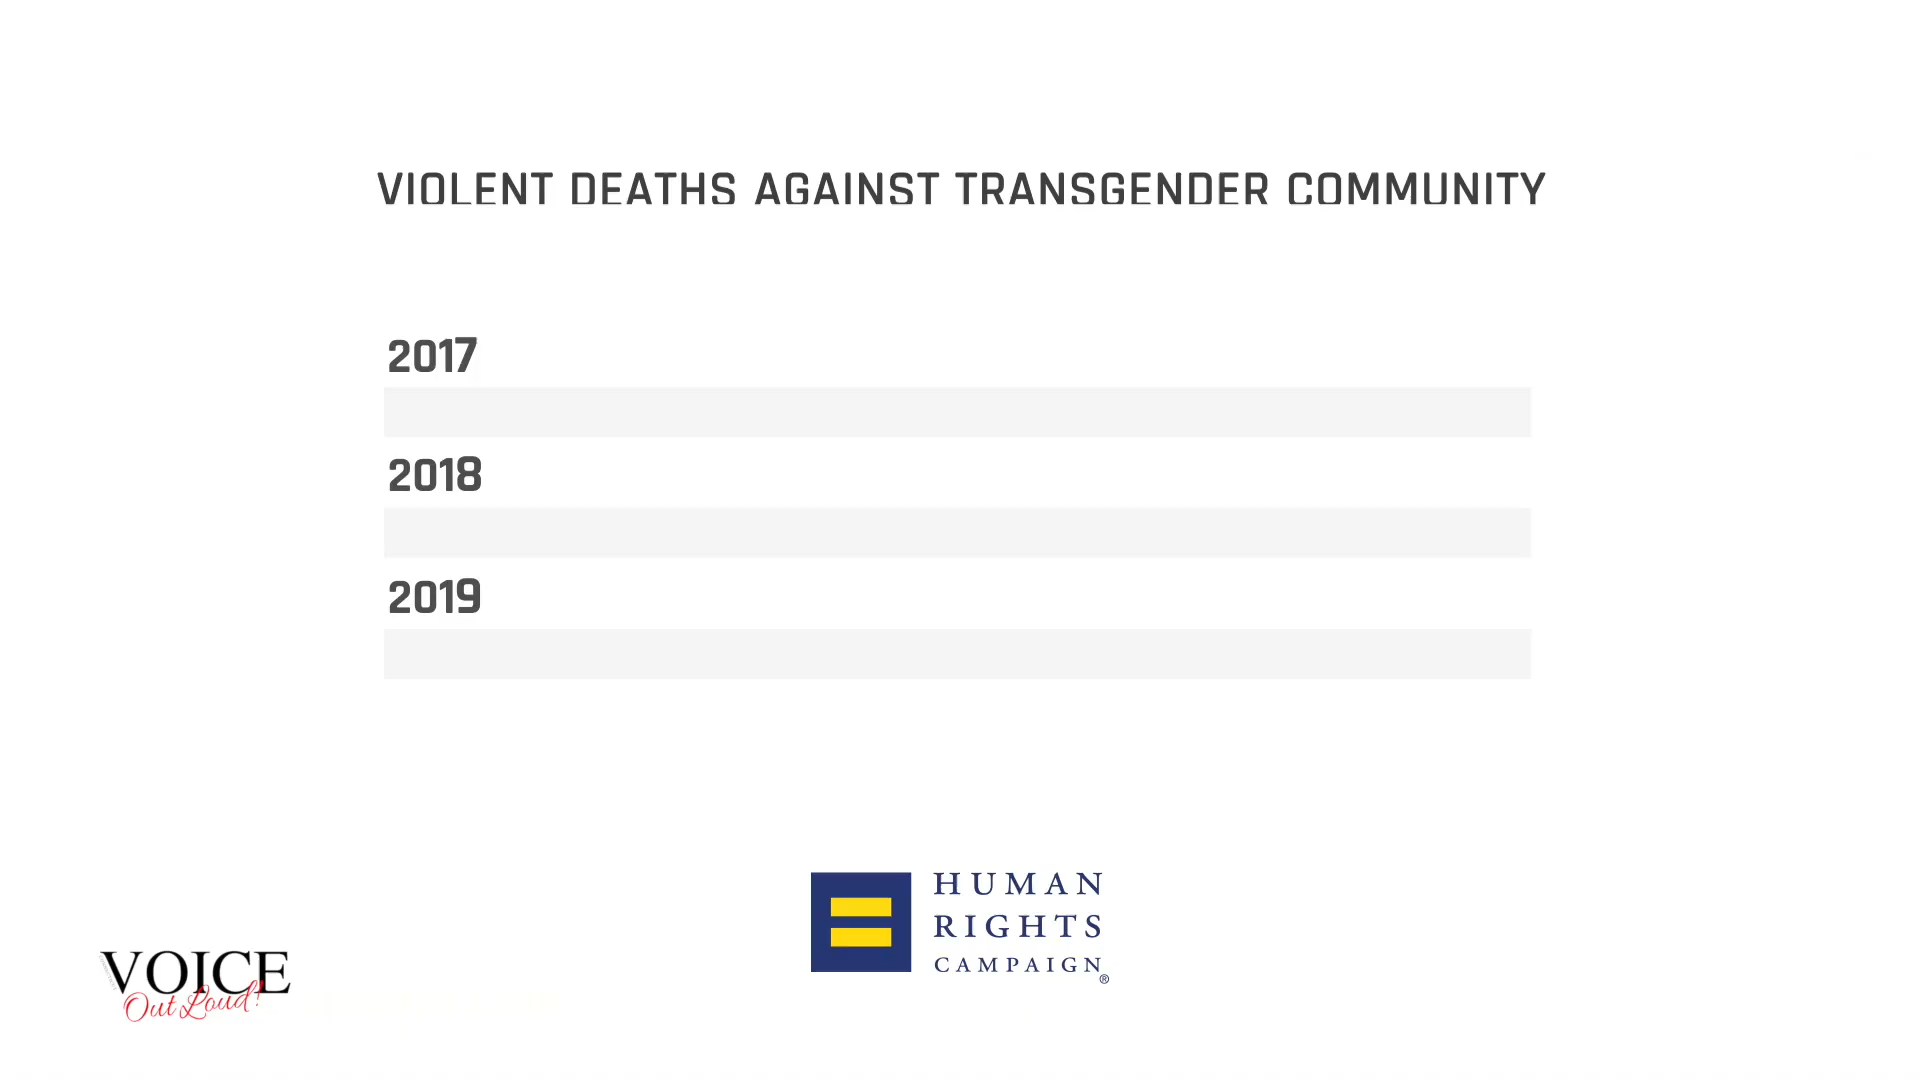 VIOLENT DEATHS AGAINST TRANSGENDER COMMUNITY
2017
2018
2019
HUMAN
RIGHTS
CAMPAIGN®
VOICE
Out Loud!